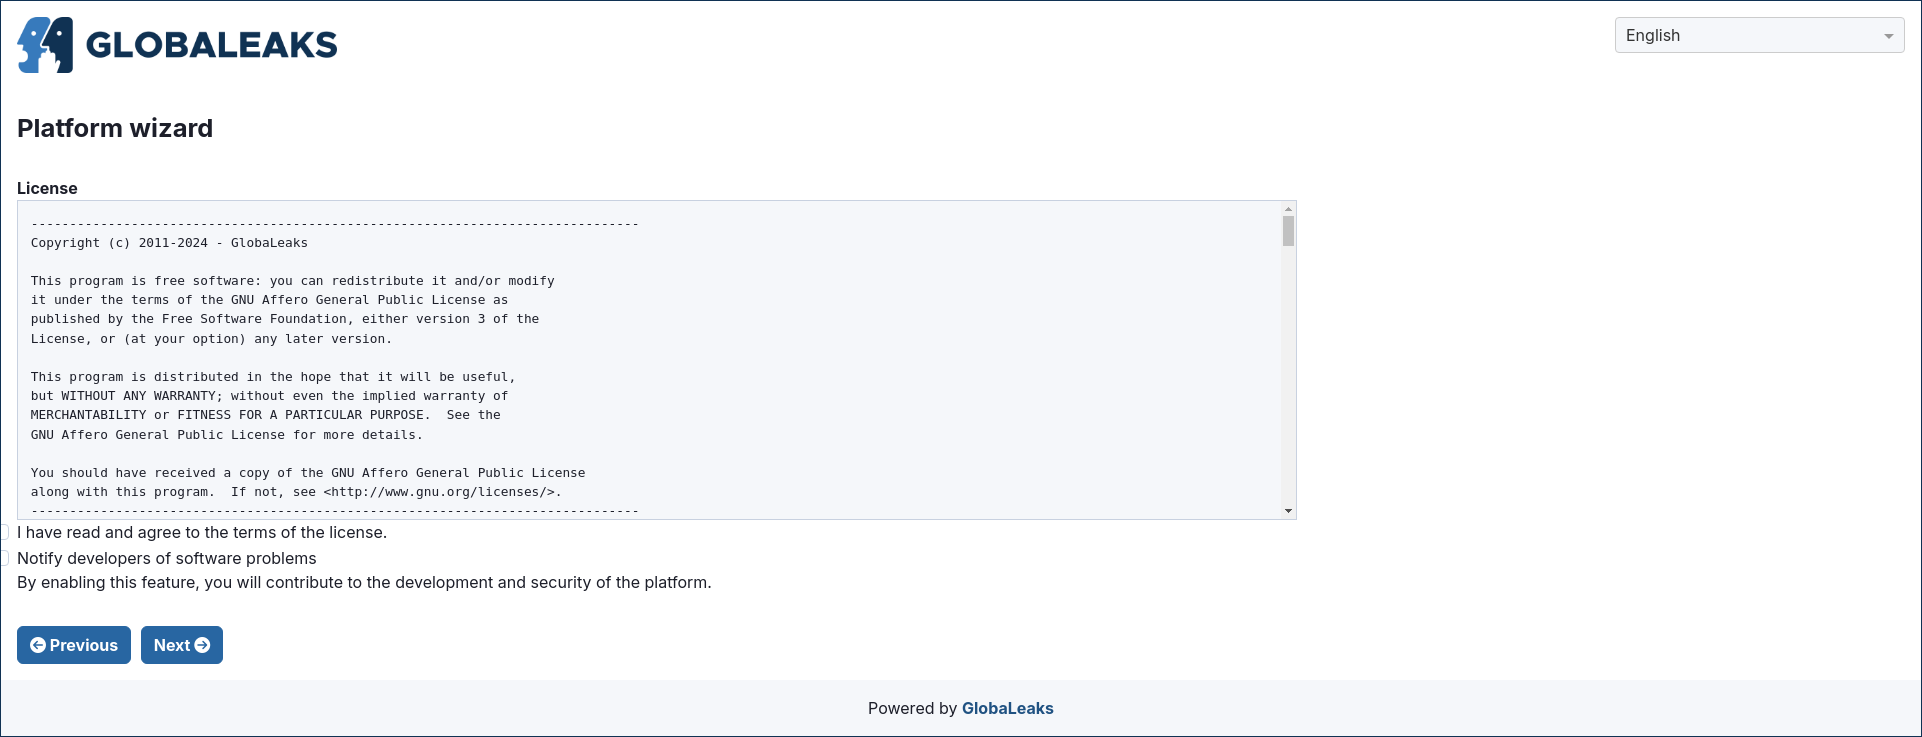 GLOBALEAKS
English
Platform wizard
License
-------------------------------------------------------------------------------
Copyright (c) 2011-2024 - GlobaLeaks
This program is free software: you can redistribute it and/or modify
it under the terms of the GNU Affero General Public License as
published by the Free Software Foundation, either version 3 of the
License, or (at your option) any later version.
This program is distributed in the hope that it will be useful,
but WITHOUT ANY WARRANTY; without even the implied warranty of
MERCHANTABILITY or FITNESS FOR A PARTICULAR PURPOSE.  See the
GNU Affero General Public License for more details.
You should have received a copy of the GNU Affero General Public License
along with this program.  If not, see <http://www.gnu.org/licenses/>.
-------------------------------------------------------------------------------
I have read and agree to the terms of the license.
Notify developers of software problems
By enabling this feature, you will contribute to the development and security of the platform.
Previous
Next
Powered by GlobaLeaks